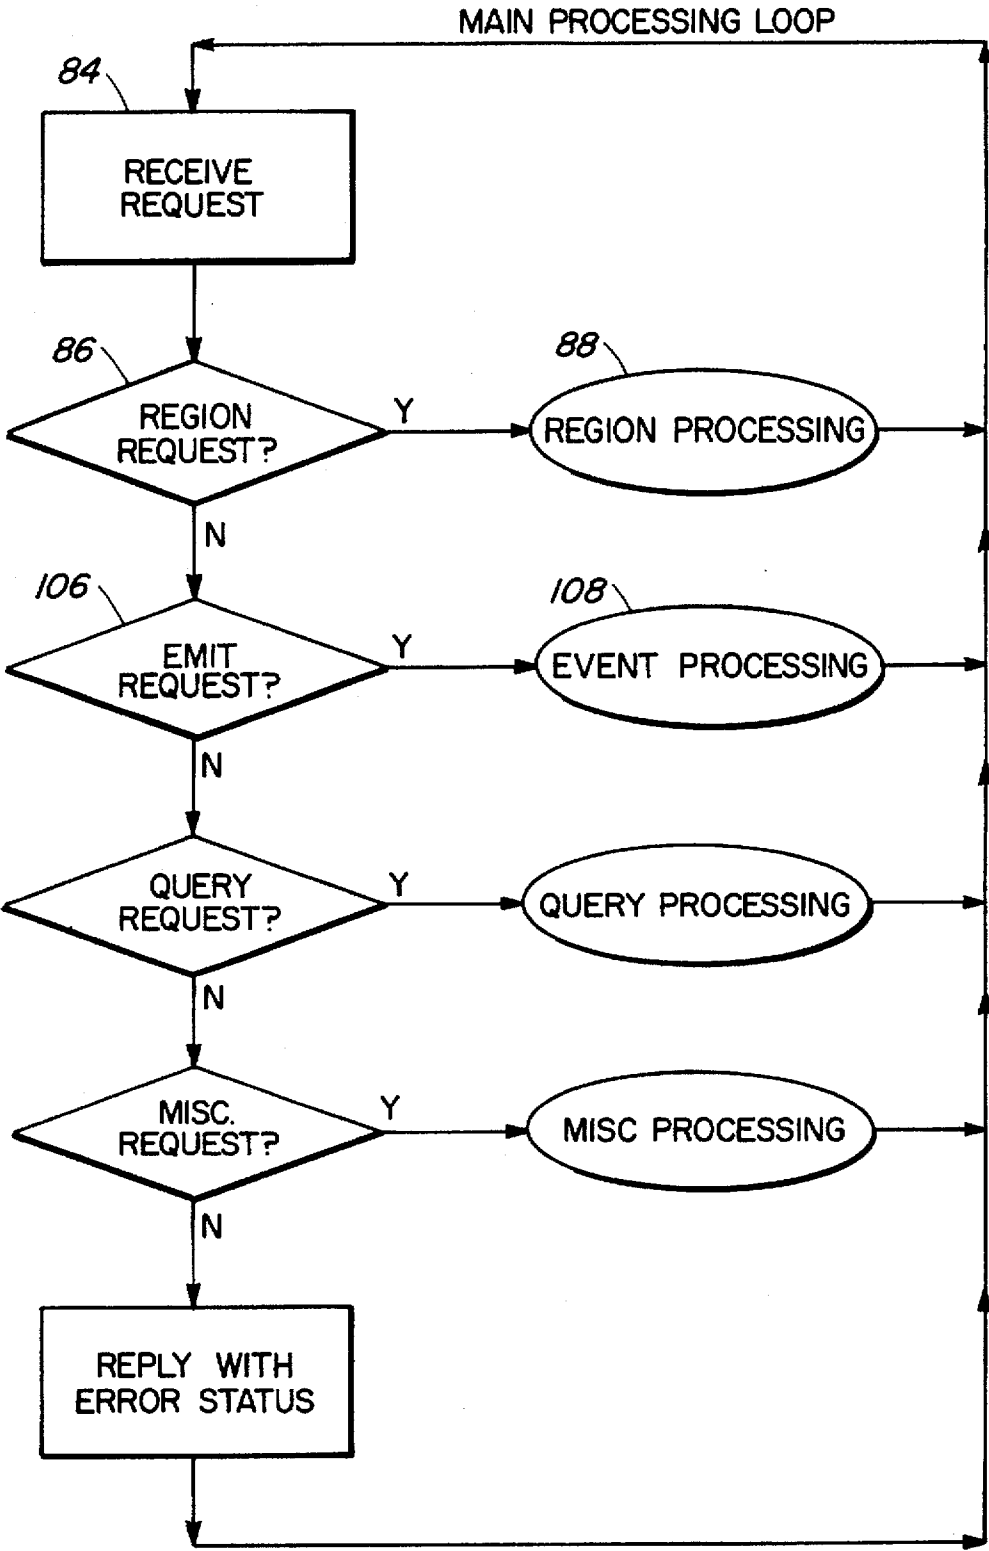 MAIN PROCESSING LOOP
84
RECEIVE
REQUEST
86
REGION
REQUEST?
Y
88
REGION PROCESSING
N
106
EMIT
REQUEST?
Y
108
EVENT PROCESSING
N
QUERY
REQUEST?
Y
QUERY PROCESSING
N
MISC.
REQUEST?
Y
MISC PROCESSING
N
REPLY WITH
ERROR STATUS